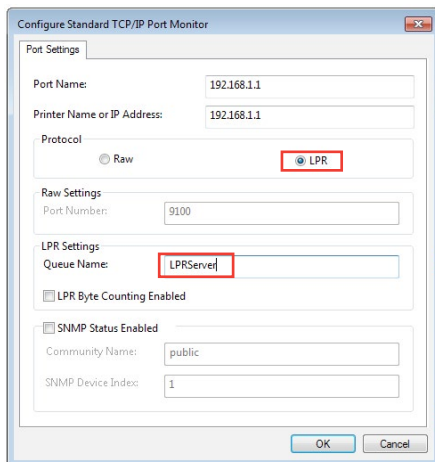 Configure Standard TCP/IP Port Monitor
Port Settings
Port Name: 192.168.1.1
Printer Name or IP Address: 192.168.1.1
Protocol
Raw LPR
Raw Settings
Port Number: 9100
LPR Settings
Queue Name: LPRServer
LPR Byte Counting Enabled
SNMP Status Enabled
Community Name: public
SNMP Device Index: 1
OK Cancel